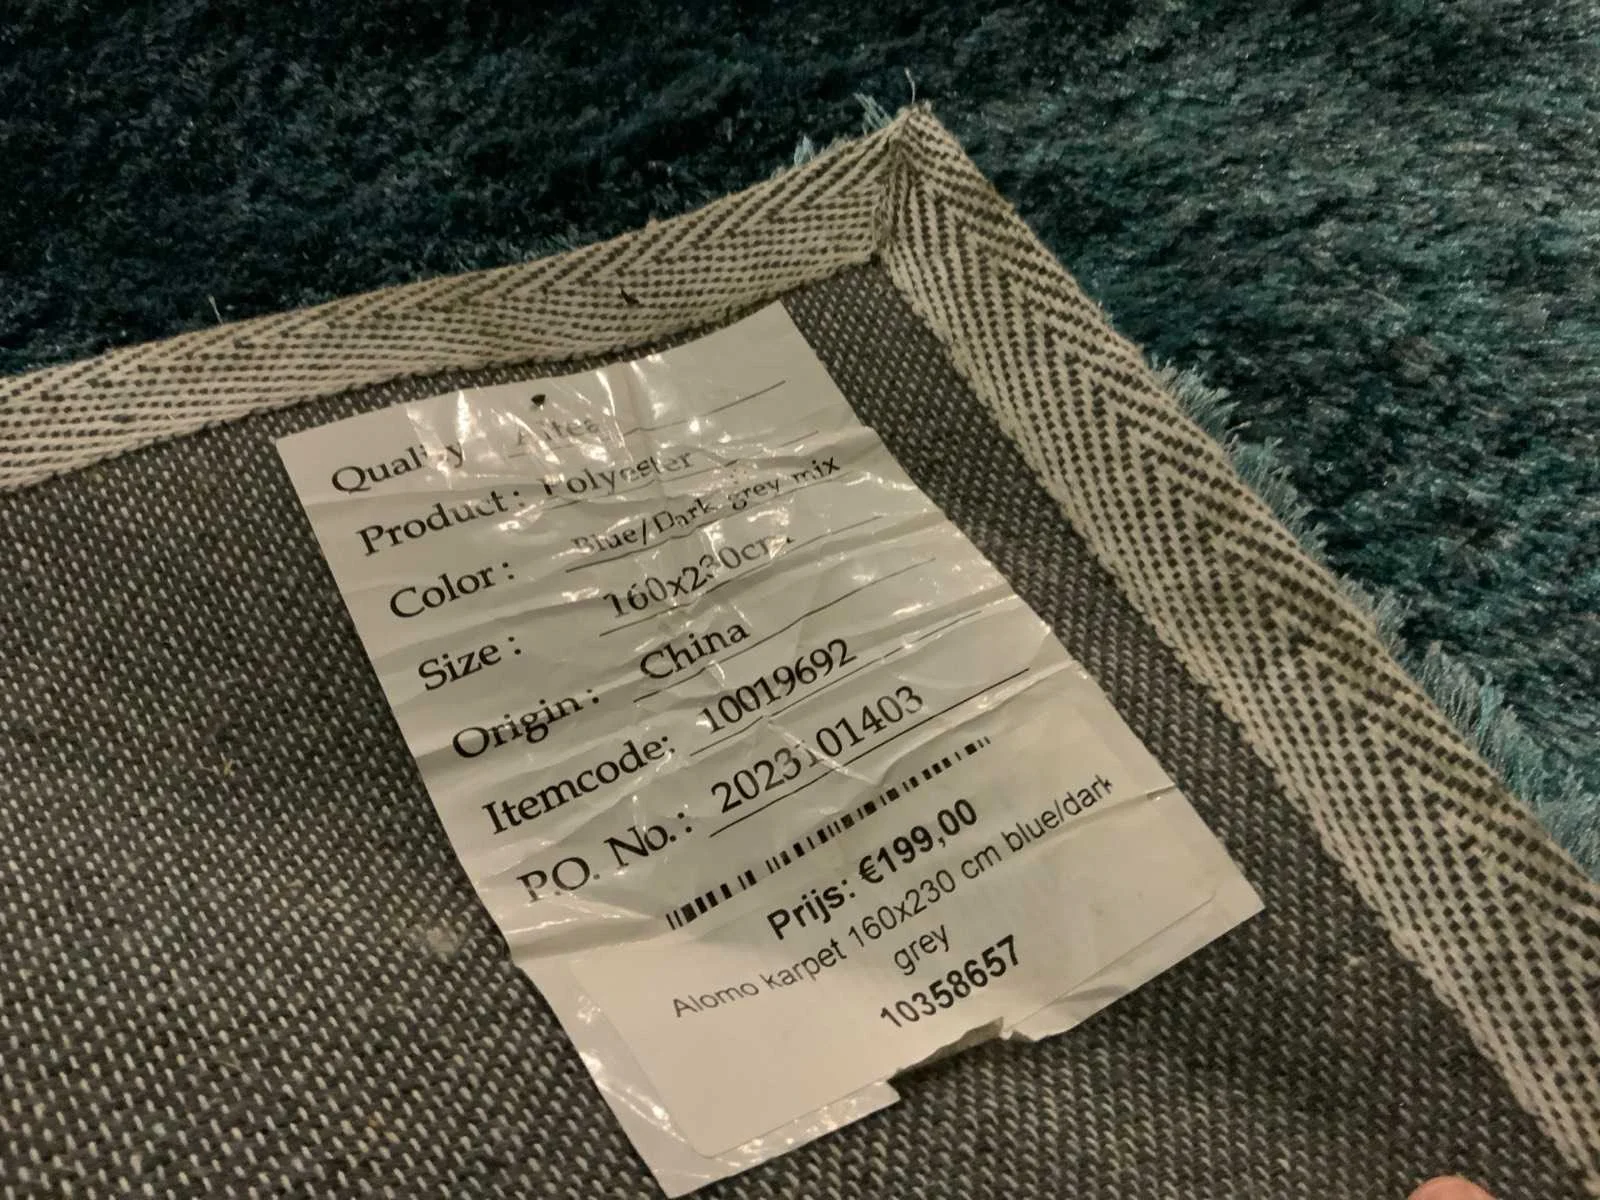 Quality
Product: Polyester
Color: Blue/Dark grey mix
Size: 160x230cm
Origin: China
Itemcode: 10019692
P.O. No.: 2023101403
Prijs: €199,00
Alomo karpet 160x230 cm blue/dark
grey
10358657